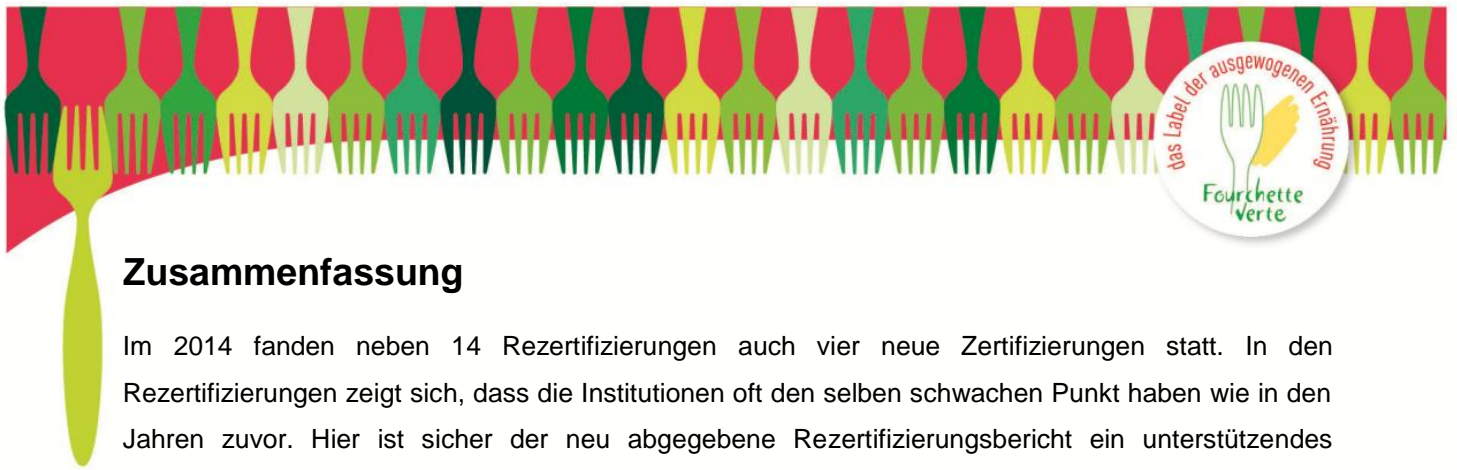 das Label der ausgewogenen Ernährung
Fourchette
verte
Zusammenfassung
Im 2014 fanden neben 14 Rezertifizierungen auch vier neue Zertifizierungen statt. In den
Rezertifizierungen zeigt sich, dass die Institutionen oft den selben schwachen Punkt haben wie in den
Jahren zuvor. Hier ist sicher der neu abgegebene Rezertifizierungsbericht ein unterstützendes